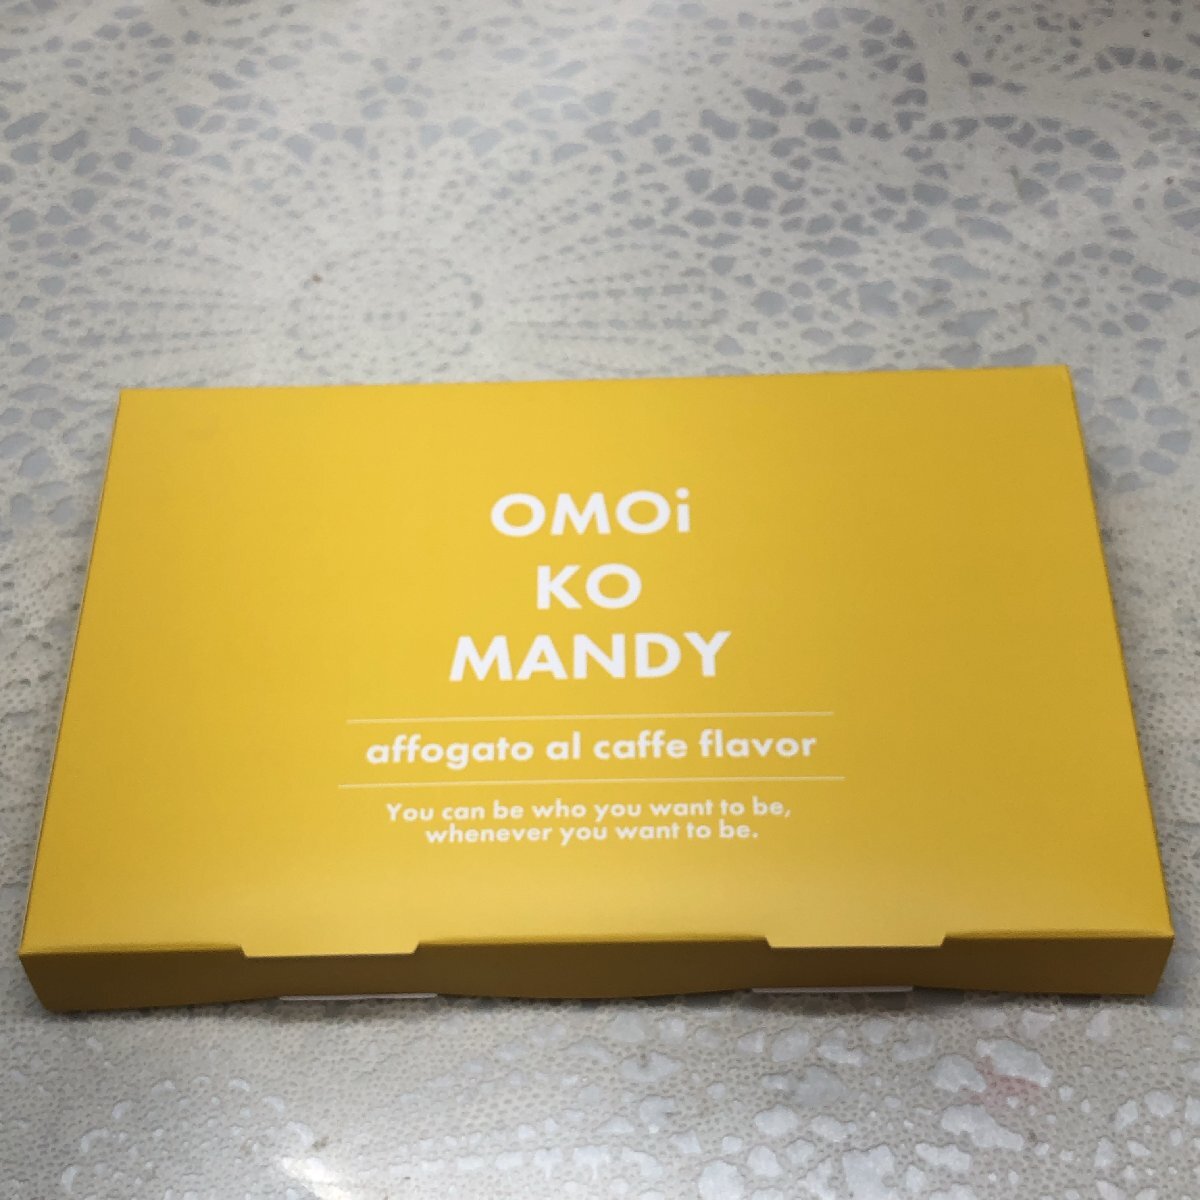 OMOi
KO
MANDY
affogato al caffe flavor
You can be who you want to be,
whenever you want to be.